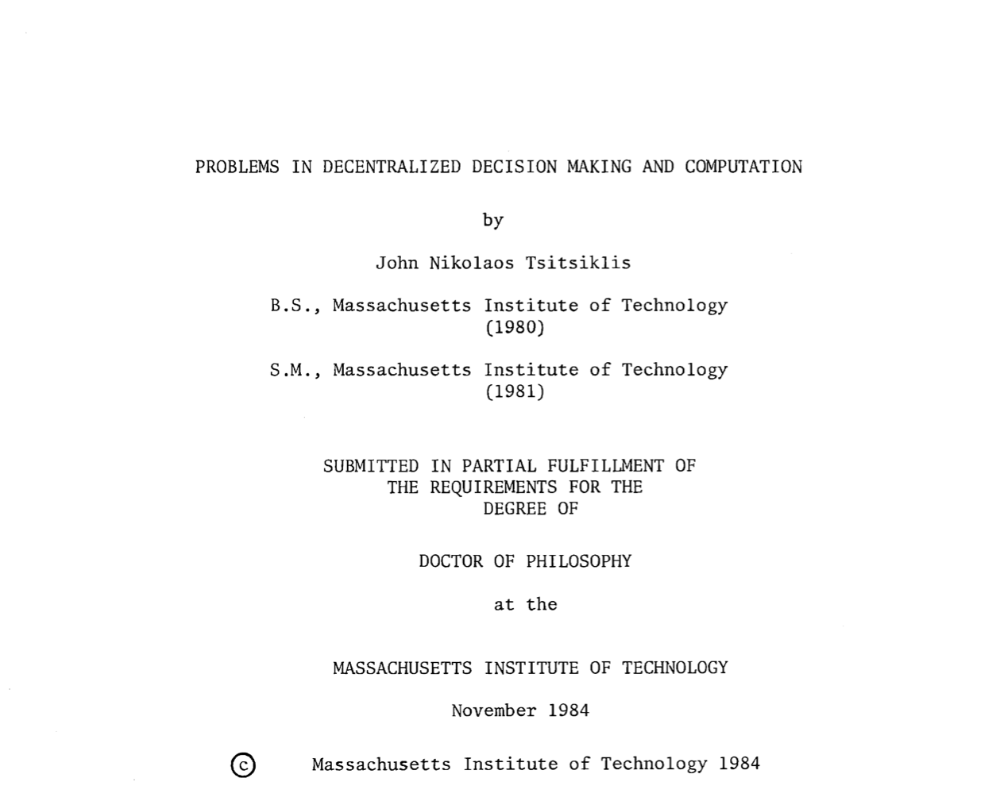 PROBLEMS IN DECENTRALIZED DECISION MAKING AND COMPUTATION
by
John Nikolaos Tsitsiklis
B.S., Massachusetts Institute of Technology
(1980)
S.M., Massachusetts Institute of Technology
(1981)
SUBMITTED IN PARTIAL FULFILLMENT OF
THE REQUIREMENTS FOR THE
DEGREE OF
DOCTOR OF PHILOSOPHY
at the
MASSACHUSETTS INSTITUTE OF TECHNOLOGY
November 1984
© Massachusetts Institute of Technology 1984